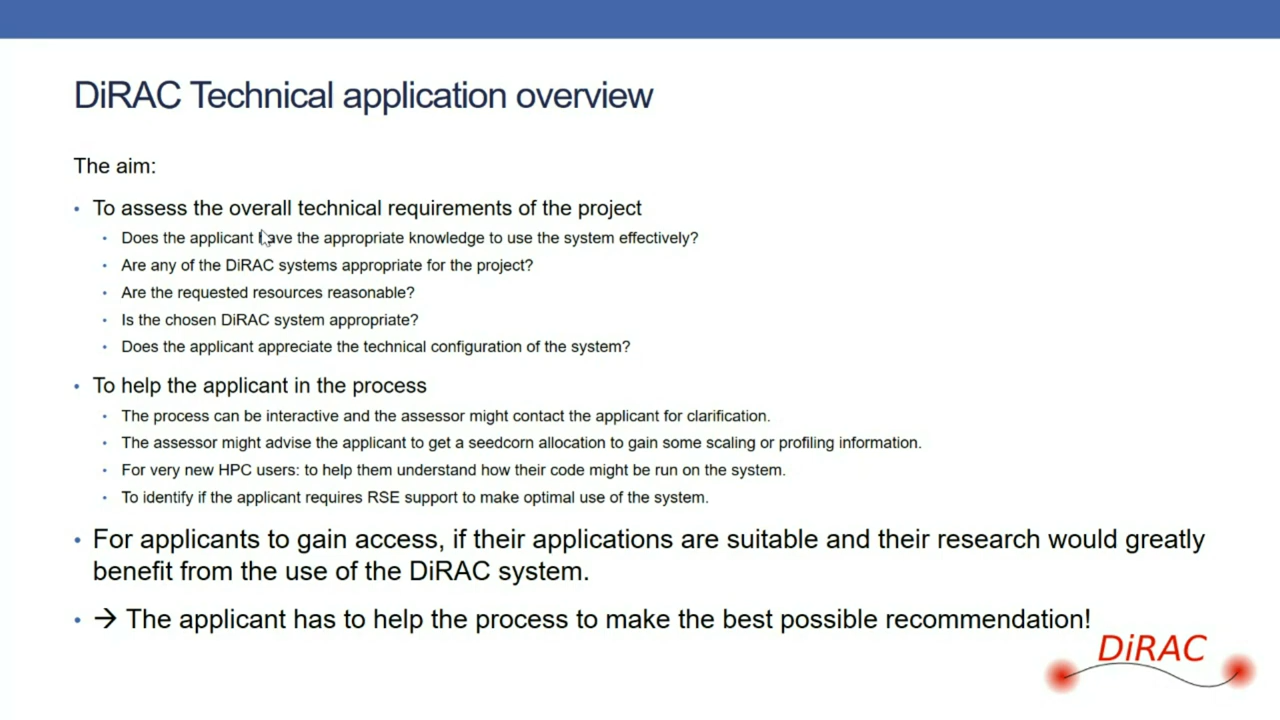 DiRAC Technical application overview
The aim:
• To assess the overall technical requirements of the project
• Does the applicant have the appropriate knowledge to use the system effectively?
• Are any of the DiRAC systems appropriate for the project?
• Are the requested resources reasonable?
• Is the chosen DiRAC system appropriate?
• Does the applicant appreciate the technical configuration of the system?
• To help the applicant in the process
• The process can be interactive and the assessor might contact the applicant for clarification.
• The assessor might advise the applicant to get a seedcorn allocation to gain some scaling or profiling information.
• For very new HPC users: to help them understand how their code might be run on the system.
• To identify if the applicant requires RSE support to make optimal use of the system.
• For applicants to gain access, if their applications are suitable and their research would greatly
benefit from the use of the DiRAC system.
• → The applicant has to help the process to make the best possible recommendation!
DiRAC